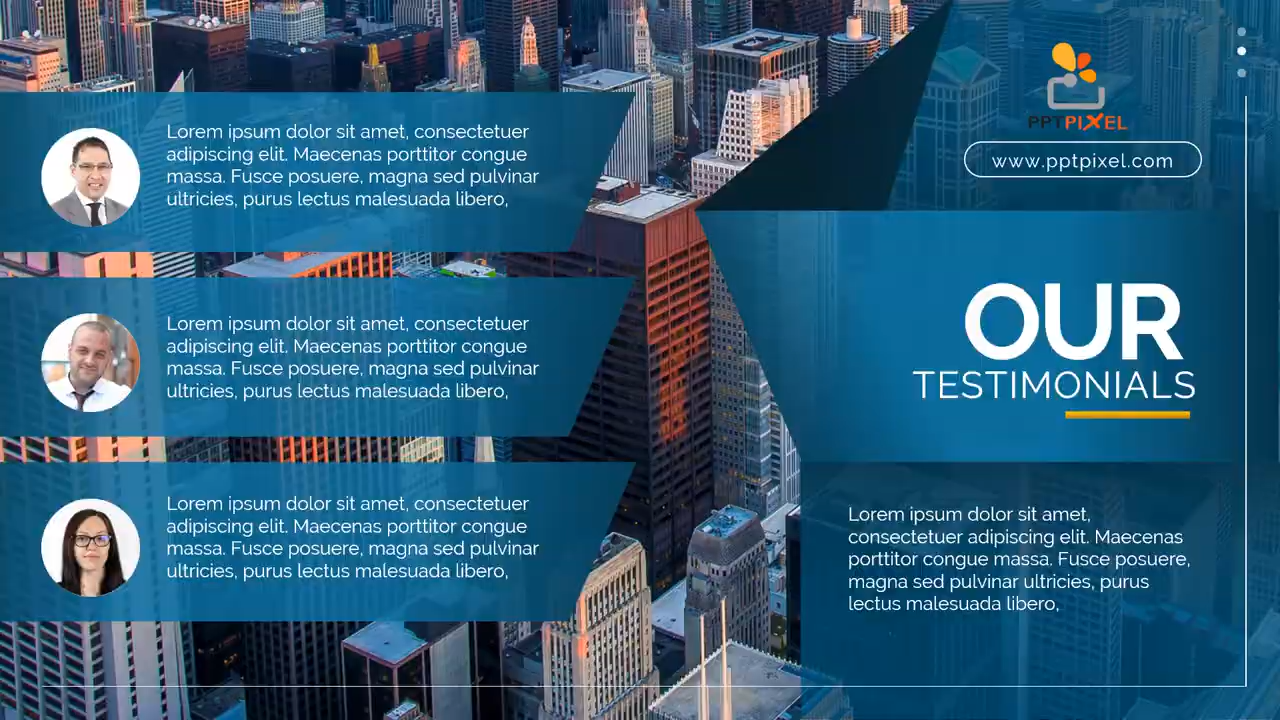 Lorem ipsum dolor sit amet, consectetuer
adipiscing elit. Maecenas porttitor congue
massa. Fusce posuere, magna sed pulvinar
ultricies, purus lectus malesuada libero,
Lorem ipsum dolor sit amet, consectetuer
adipiscing elit. Maecenas porttitor congue
massa. Fusce posuere, magna sed pulvinar
ultricies, purus lectus malesuada libero,
Lorem ipsum dolor sit amet, consectetuer
adipiscing elit. Maecenas porttitor congue
massa. Fusce posuere, magna sed pulvinar
ultricies, purus lectus malesuada libero,
PPTPIXEL
www.pptpixel.com
OUR
TESTIMONIALS
Lorem ipsum dolor sit amet,
consectetuer adipiscing elit. Maecenas
porttitor congue massa. Fusce posuere,
magna sed pulvinar ultricies, purus
lectus malesuada libero,